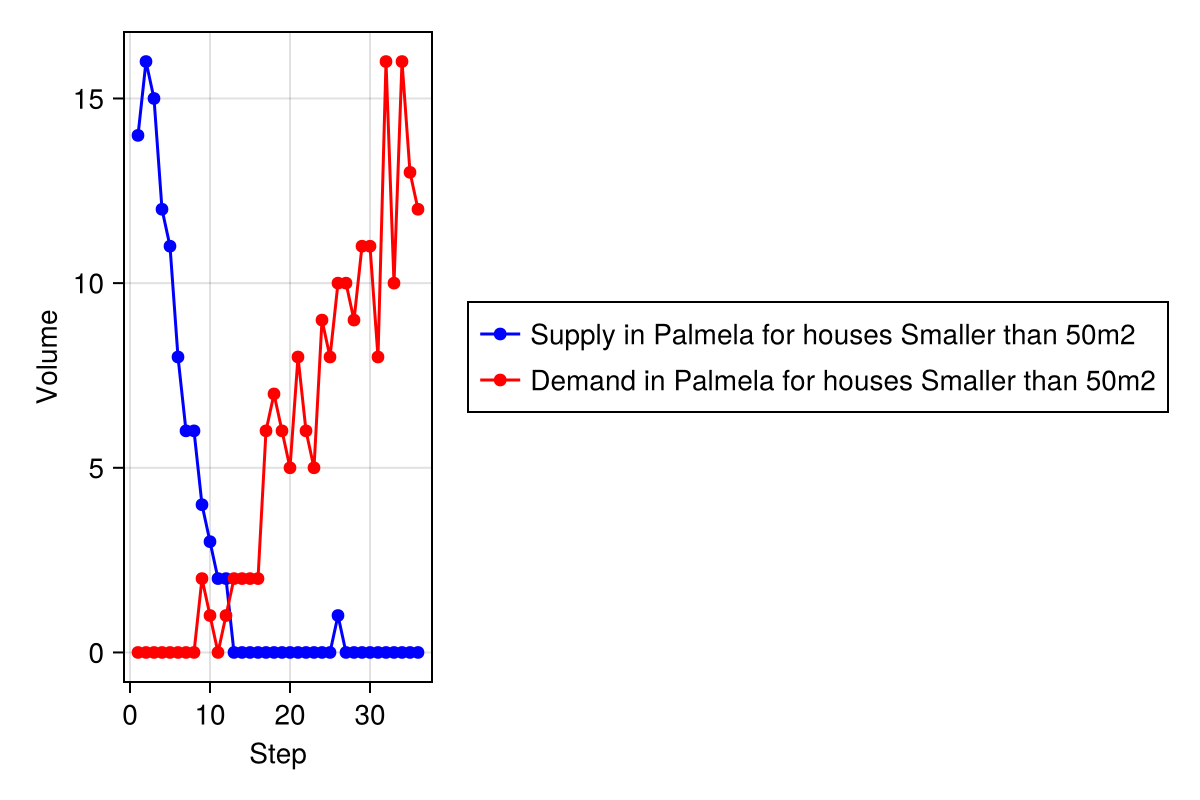 15
10
5
0
Volume
0 10 20 30
Step
Supply in Palmela for houses Smaller than 50m2
Demand in Palmela for houses Smaller than 50m2